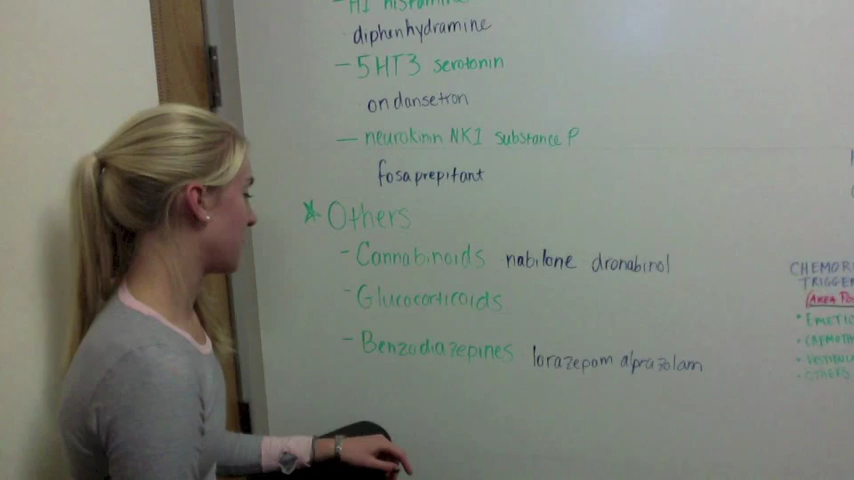 - H1 histamine
diphenhydramine
- 5HT3 serotonin
ondansetron
- neurokinn NK1 substance P
fosaprepitant
* Others
- Cannabinoids nabilone dronabinol
- Glucocorticoids
- Benzodiazepines lorazepam alprazolam
CHEMOR
TRIGGER
(AREA PO
* EMETIC
• CHEMOTH
• VESTIBUL
• OTHERS